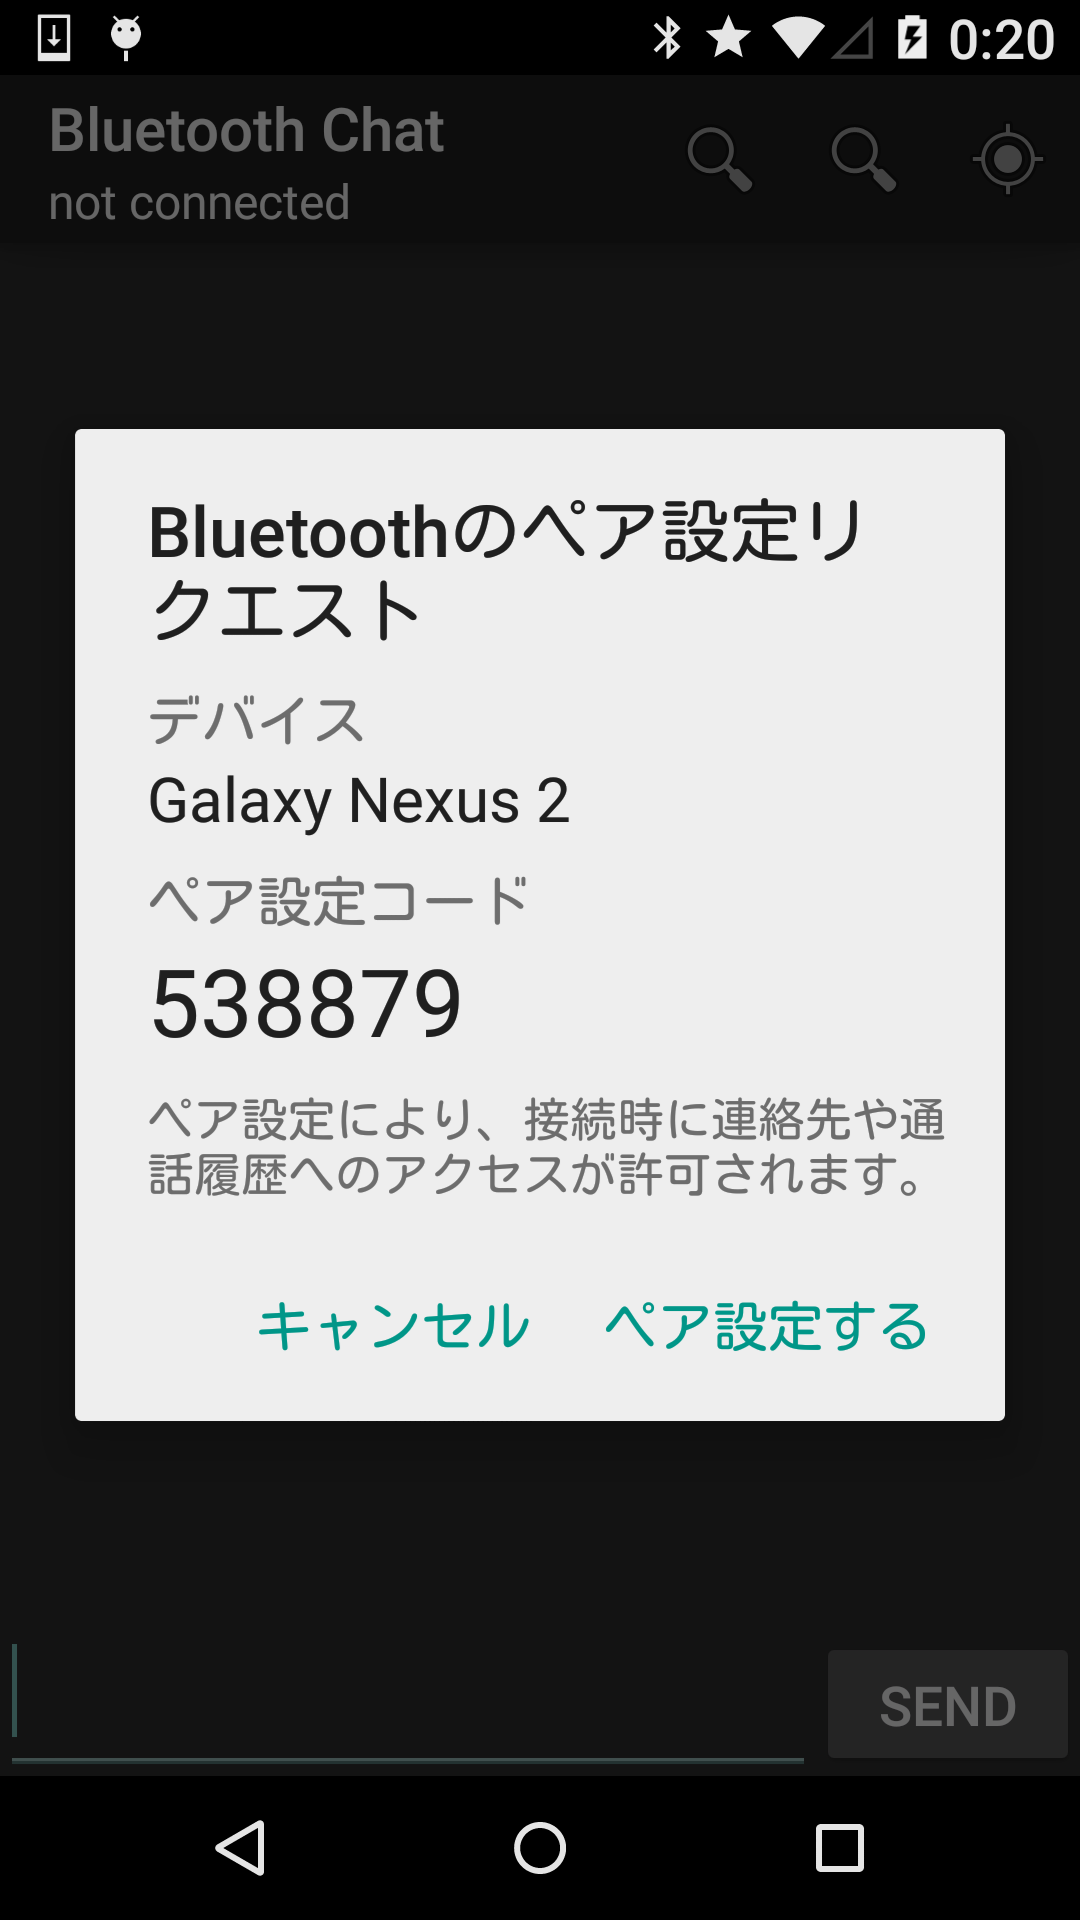 0:20
Bluetooth Chat
not connected
Bluetoothのペア設定リ
クエスト
デバイス
Galaxy Nexus 2
ペア設定コード
538879
ペア設定により、接続時に連絡先や通
話履歴へのアクセスが許可されます。
キャンセル ペア設定する
SEND